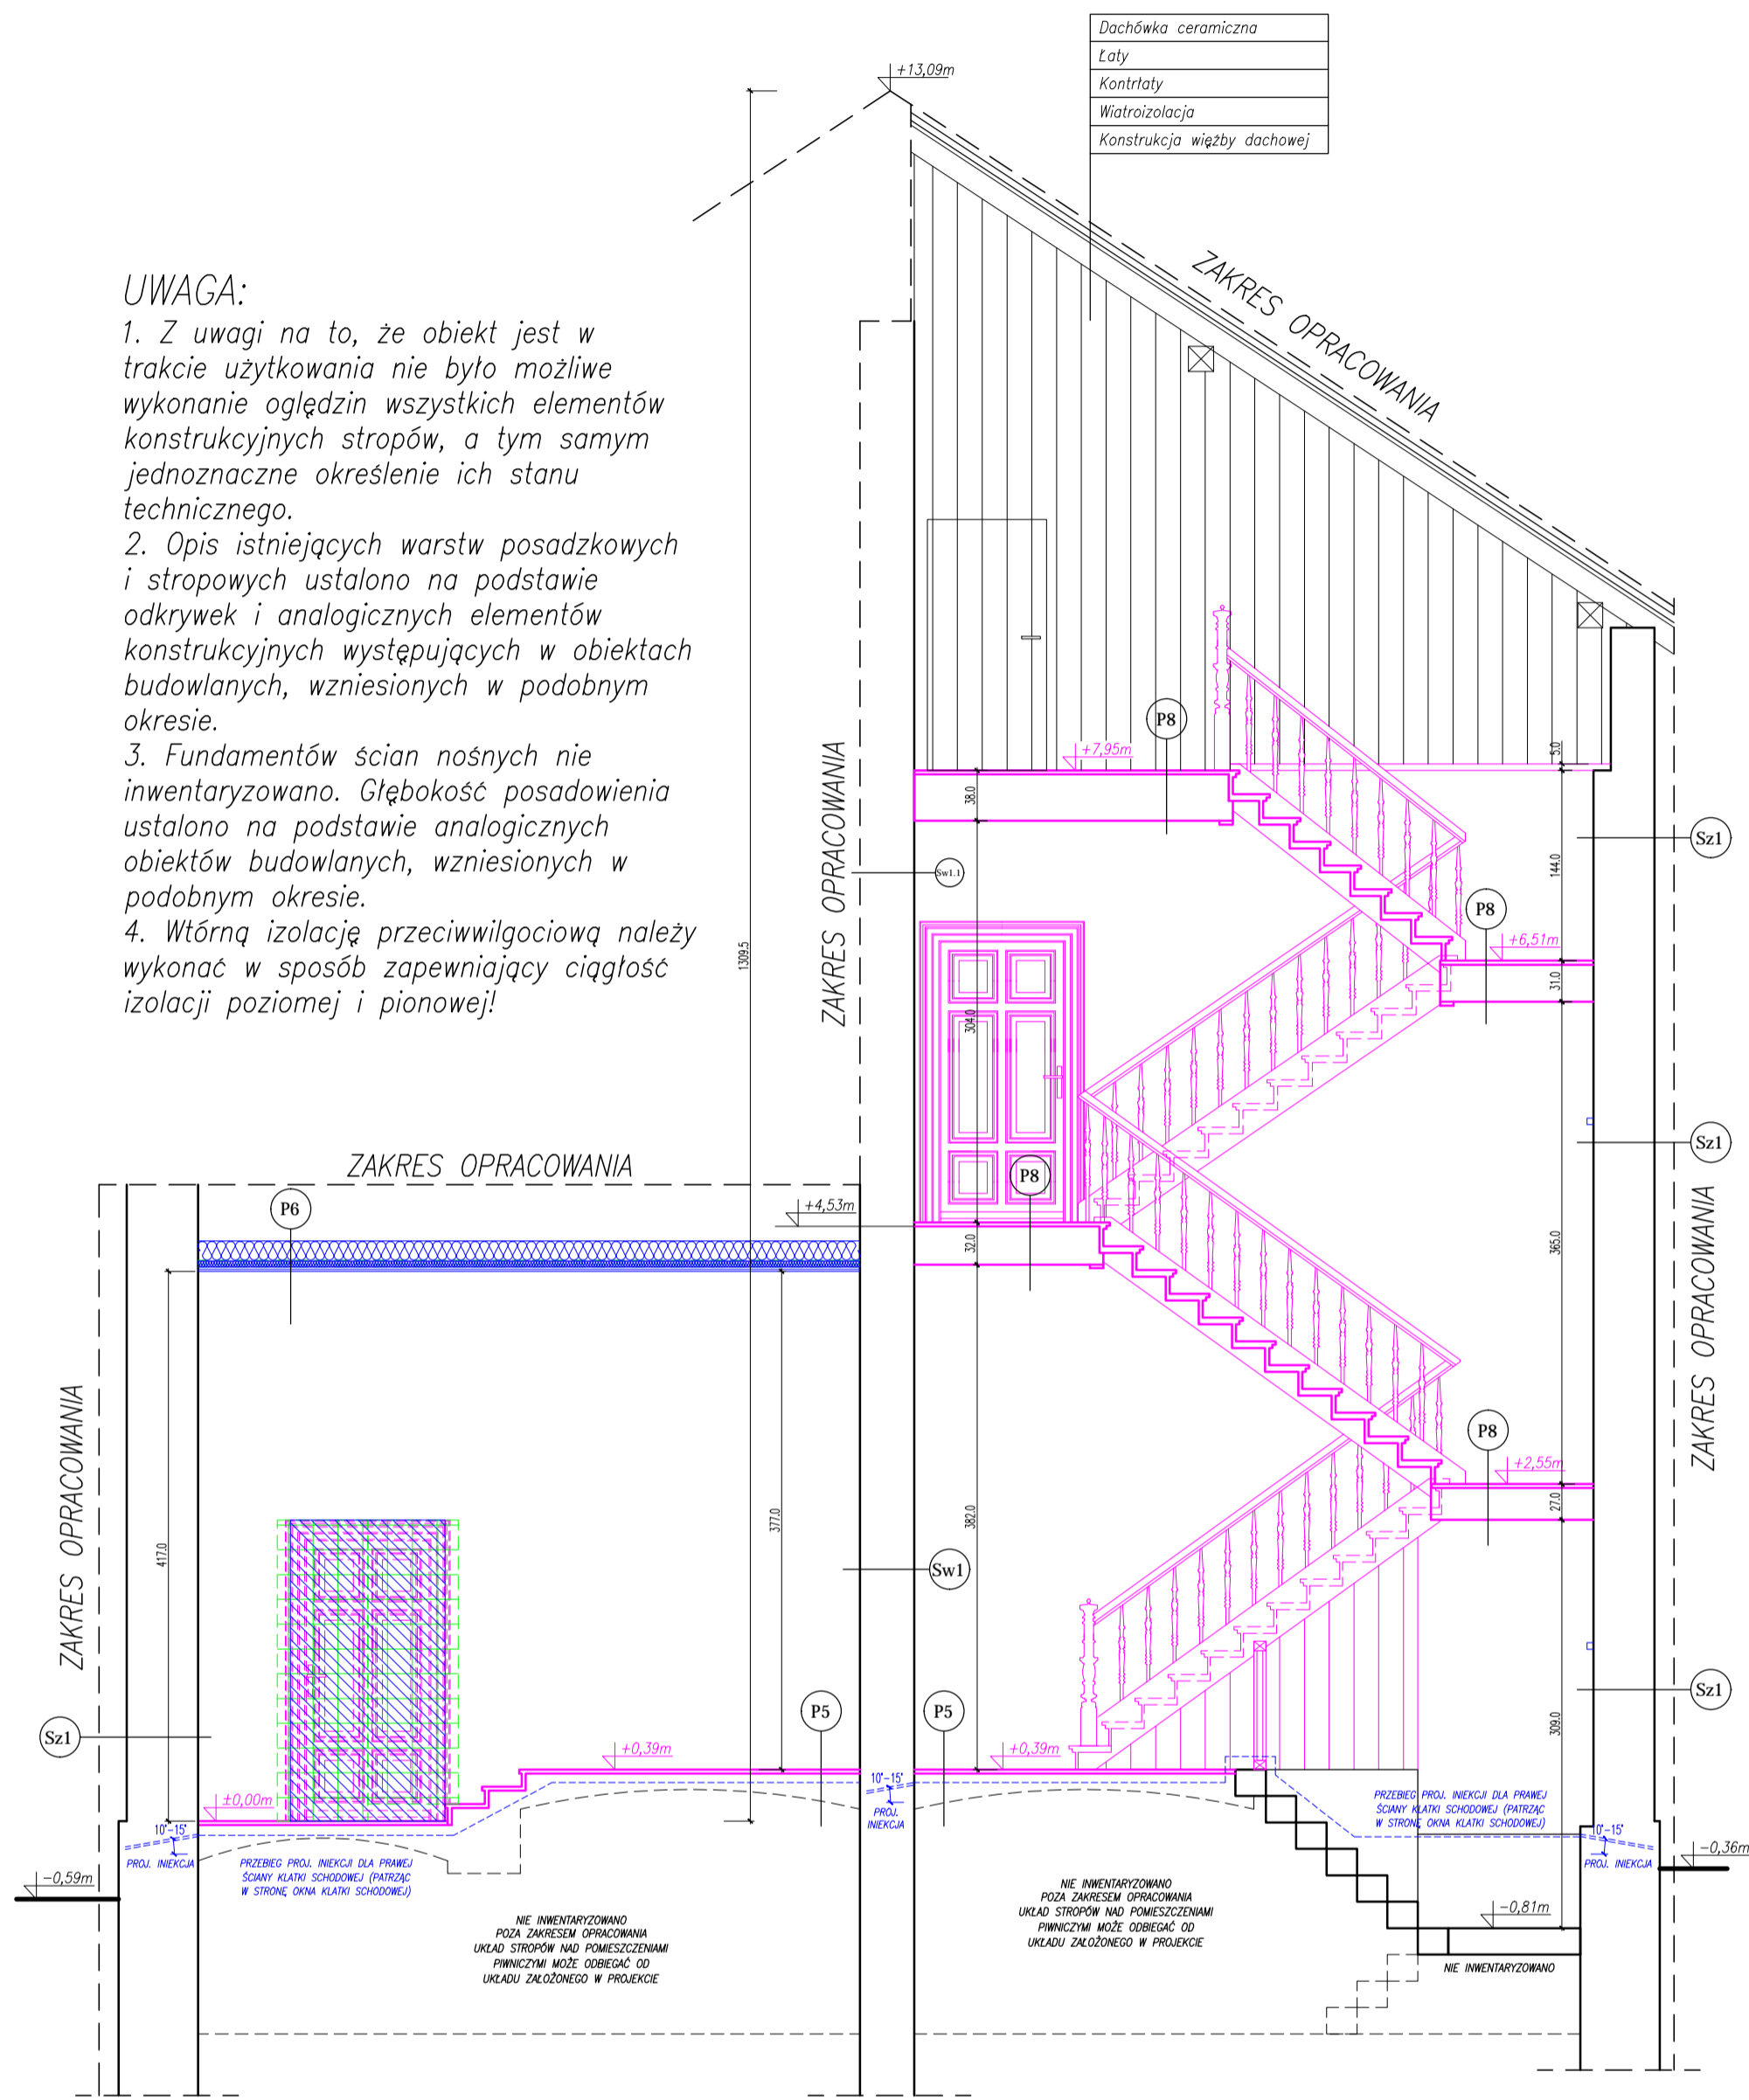 Dachówka ceramiczna
Łaty
Kontrłaty
Wiatroizolacja
Konstrukcja więźby dachowej
+13,09m
ZAKRES OPRACOWANIA
UWAGA:
1. Z uwagi na to, że obiekt jest w
trakcie użytkowania nie było możliwe
wykonanie oględzin wszystkich elementów
konstrukcyjnych stropów, a tym samym
jednoznaczne określenie ich stanu
technicznego.
2. Opis istniejących warstw posadzkowych
i stropowych ustalono na podstawie
odkrywek i analogicznych elementów
konstrukcyjnych występujących w obiektach
budowlanych, wzniesionych w podobnym
okresie.
3. Fundamentów ścian nośnych nie
inwentaryzowano. Głębokość posadowienia
ustalono na podstawie analogicznych
obiektów budowlanych, wzniesionych w
podobnym okresie.
4. Wtórną izolację przeciwwilgociową należy
wykonać w sposób zapewniający ciągłość
izolacji poziomej i pionowej!
1309.5
ZAKRES OPRACOWANIA
P8
+7,95m
38.0
5.0
144.0
Sz1
Sw1.1
P8
+6,51m
31.0
304.0
Sz1
P8
ZAKRES OPRACOWANIA
P6
+4,53m
32.0
365.0
ZAKRES OPRACOWANIA
ZAKRES OPRACOWANIA
P8
+2,55m
27.0
417.0
377.0
382.0
Sw1
Sz1
309.0
Sz1
P5
P5
+0,39m
+0,39m
±0,00m
10°-15°
PROJ. INIEKCJA
10°-15°
PROJ.
INIEKCJA
PRZEBIEG PROJ. INIEKCJI DLA PRAWEJ
ŚCIANY KLATKI SCHODOWEJ (PATRZĄC
W STRONĘ OKNA KLATKI SCHODOWEJ)
10°-15°
PROJ. INIEKCJA
-0,36m
-0,59m
PRZEBIEG PROJ. INIEKCJI DLA PRAWEJ
ŚCIANY KLATKI SCHODOWEJ (PATRZĄC
W STRONĘ OKNA KLATKI SCHODOWEJ)
NIE INWENTARYZOWANO
POZA ZAKRESEM OPRACOWANIA
UKŁAD STROPÓW NAD POMIESZCZENIAMI
PIWNICZYMI MOŻE ODBIEGAĆ OD
UKŁADU ZAŁOŻONEGO W PROJEKCIE
NIE INWENTARYZOWANO
POZA ZAKRESEM OPRACOWANIA
UKŁAD STROPÓW NAD POMIESZCZENIAMI
PIWNICZYMI MOŻE ODBIEGAĆ OD
UKŁADU ZAŁOŻONEGO W PROJEKCIE
-0,81m
NIE INWENTARYZOWANO